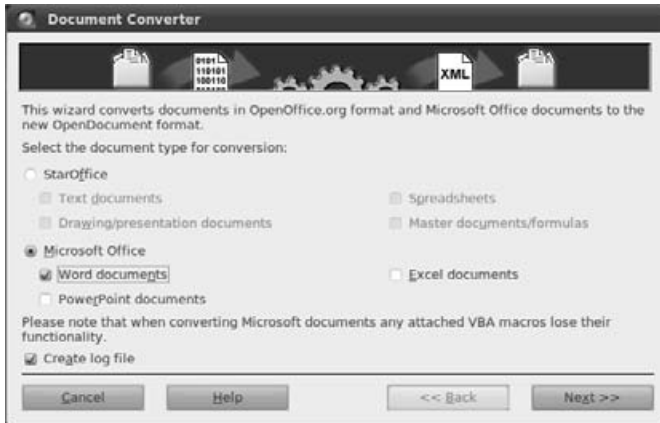 Document Converter
0101
110101
100110
XML
This wizard converts documents in OpenOffice.org format and Microsoft Office documents to the
new OpenDocument format.
Select the document type for conversion:
StarOffice
Text documents
Spreadsheets
Drawing/presentation documents
Master documents/formulas
Microsoft Office
Word documents
Excel documents
PowerPoint documents
Please note that when converting Microsoft documents any attached VBA macros lose their
functionality.
Create log file
Cancel
Help
<< Back
Next >>